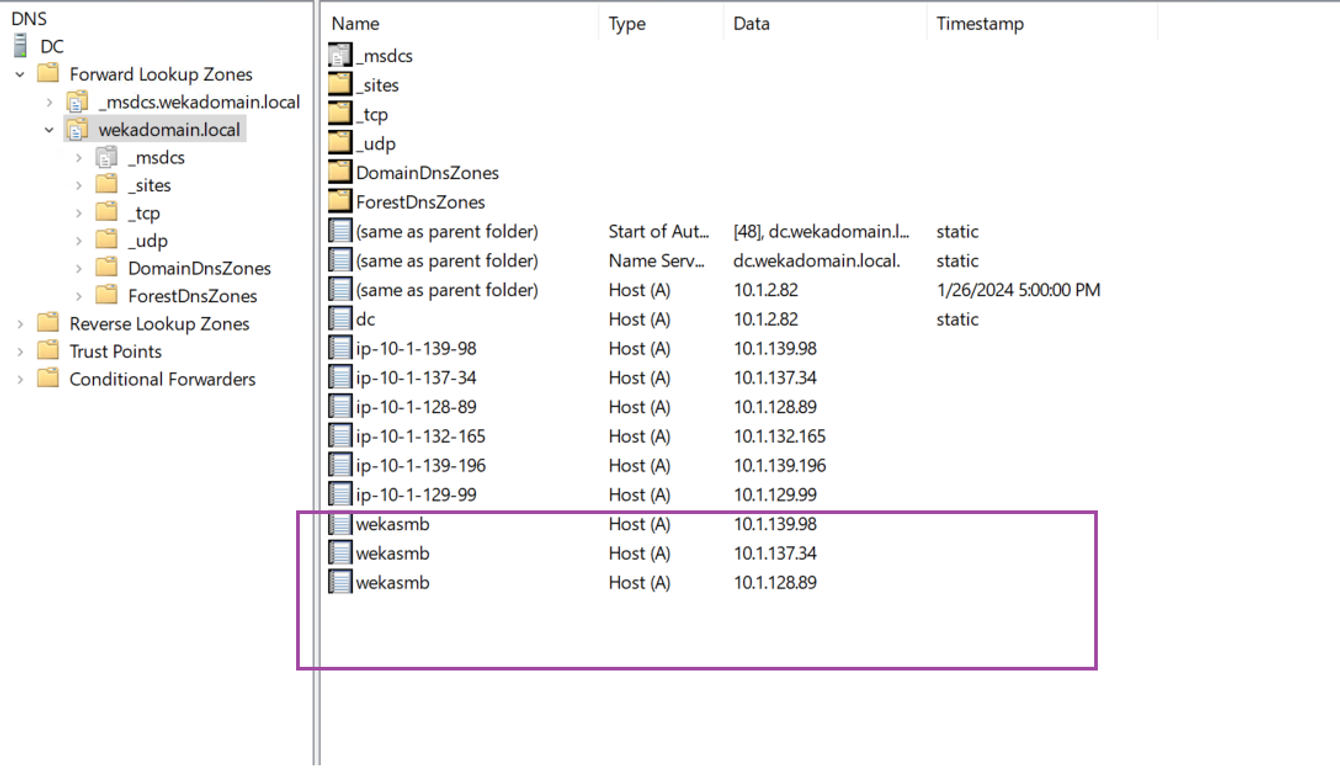 DNS
DC
Forward Lookup Zones
_msdcs.wekadomain.local
wekadomain.local
_msdcs
_sites
_tcp
_udp
DomainDnsZones
ForestDnsZones
Reverse Lookup Zones
Trust Points
Conditional Forwarders
Name Type Data Timestamp
_msdcs
_sites
_tcp
_udp
DomainDnsZones
ForestDnsZones
(same as parent folder) Start of Aut... [48], dc.wekadomain.l... static
(same as parent folder) Name Serv... dc.wekadomain.local. static
(same as parent folder) Host (A) 10.1.2.82 1/26/2024 5:00:00 PM
dc Host (A) 10.1.2.82 static
ip-10-1-139-98 Host (A) 10.1.139.98
ip-10-1-137-34 Host (A) 10.1.137.34
ip-10-1-128-89 Host (A) 10.1.128.89
ip-10-1-132-165 Host (A) 10.1.132.165
ip-10-1-139-196 Host (A) 10.1.139.196
ip-10-1-129-99 Host (A) 10.1.129.99
wekasmb Host (A) 10.1.139.98
wekasmb Host (A) 10.1.137.34
wekasmb Host (A) 10.1.128.89